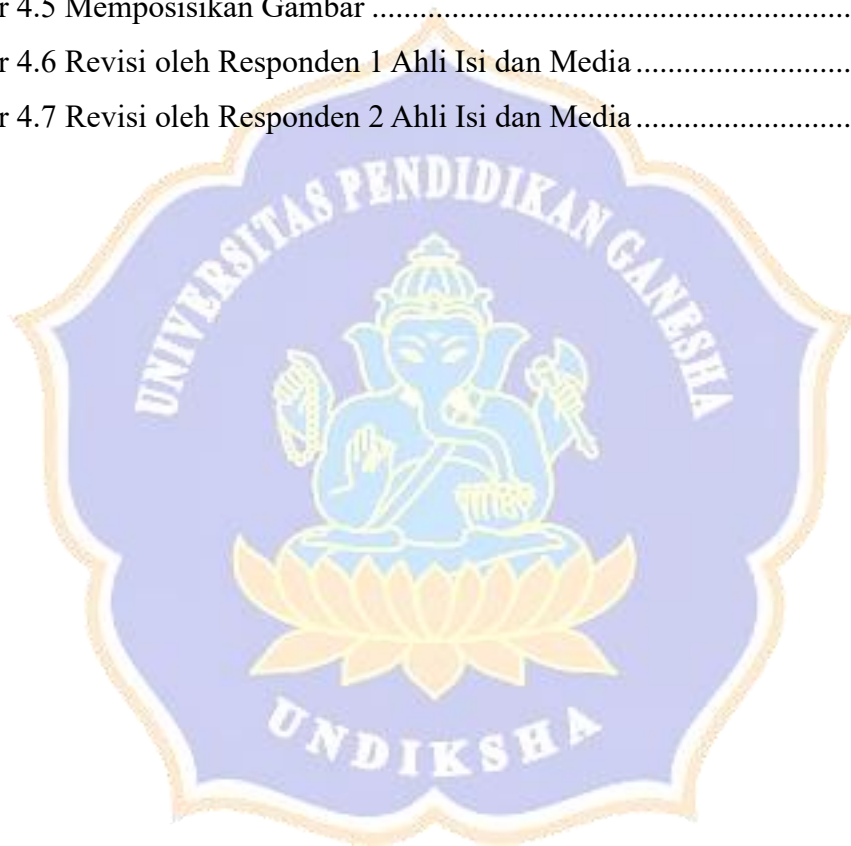 r 4.5 Memposisikan Gambar ............................................................
r 4.6 Revisi oleh Responden 1 Ahli Isi dan Media ...........................
r 4.7 Revisi oleh Responden 2 Ahli Isi dan Media ...........................
UNIVERSITAS PENDIDIKAN GANESHA
UNDIKSHA